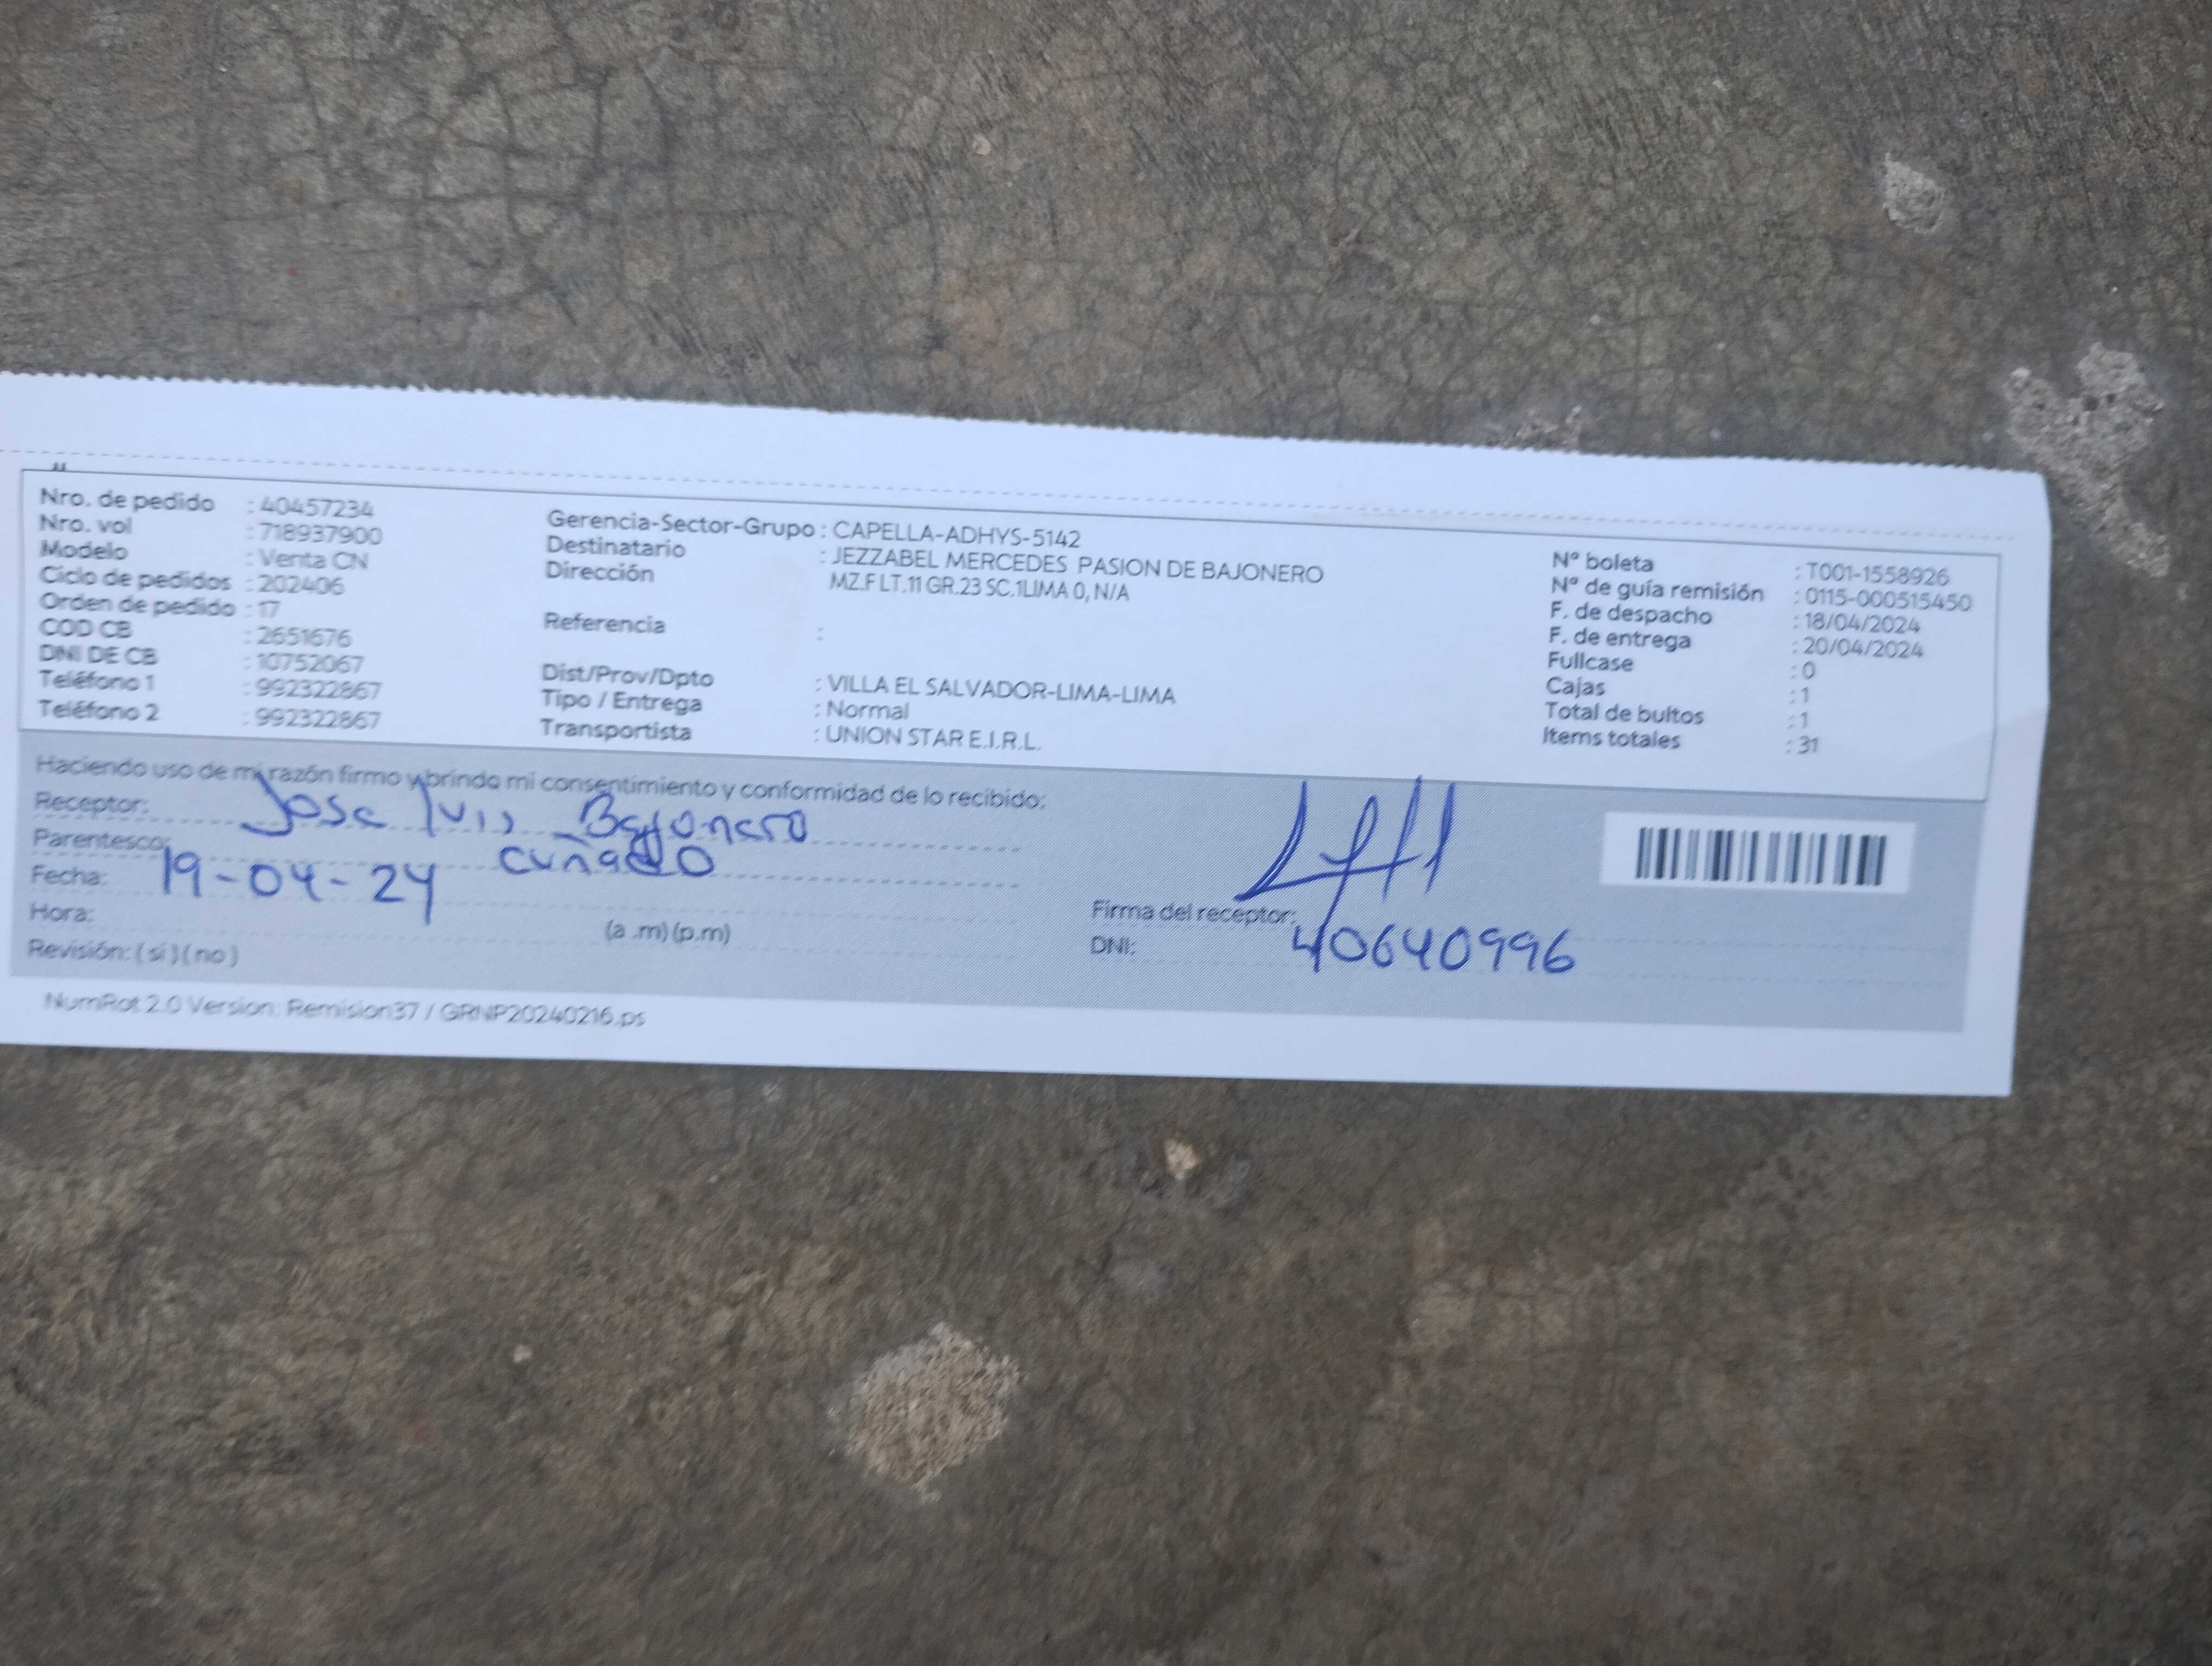 Nro. de pedido : 40457234
Nro. vol : 718937900
Modelo : Venta CN
Ciclo de pedidos : 202406
Orden de pedido : 17
COD CB : 2651676
DNI DE CB : 10752067
Teléfono 1 : 992322867
Teléfono 2 : 992322867
Gerencia-Sector-Grupo : CAPELLA-ADHYS-5142
Destinatario : JEZZABEL MERCEDES PASION DE BAJONERO
Dirección MZ.F LT.11 GR.23 SC.1LIMA 0, N/A
Referencia :
Dist/Prov/Dpto : VILLA EL SALVADOR-LIMA-LIMA
Tipo / Entrega : Normal
Transportista : UNION STAR E.I.R.L.
N° boleta : T001-1558926
N° de guía remisión : 0115-000515450
F. de despacho : 18/04/2024
F. de entrega : 20/04/2024
Fullcase : 0
Cajas : 1
Total de bultos : 1
Items totales : 31
Haciendo uso de mi razón firmo y brindo mi consentimiento y conformidad de lo recibido:
Receptor: Jose luis Bajonero
Parentesco: cuñado
Fecha: 19-04-24
Hora: (a .m) (p.m)
Revisión: ( si ) ( no )
Firma del receptor:
DNI: 40640996
NumRot 2.0 Version: Remision37 / GRNP20240216.ps